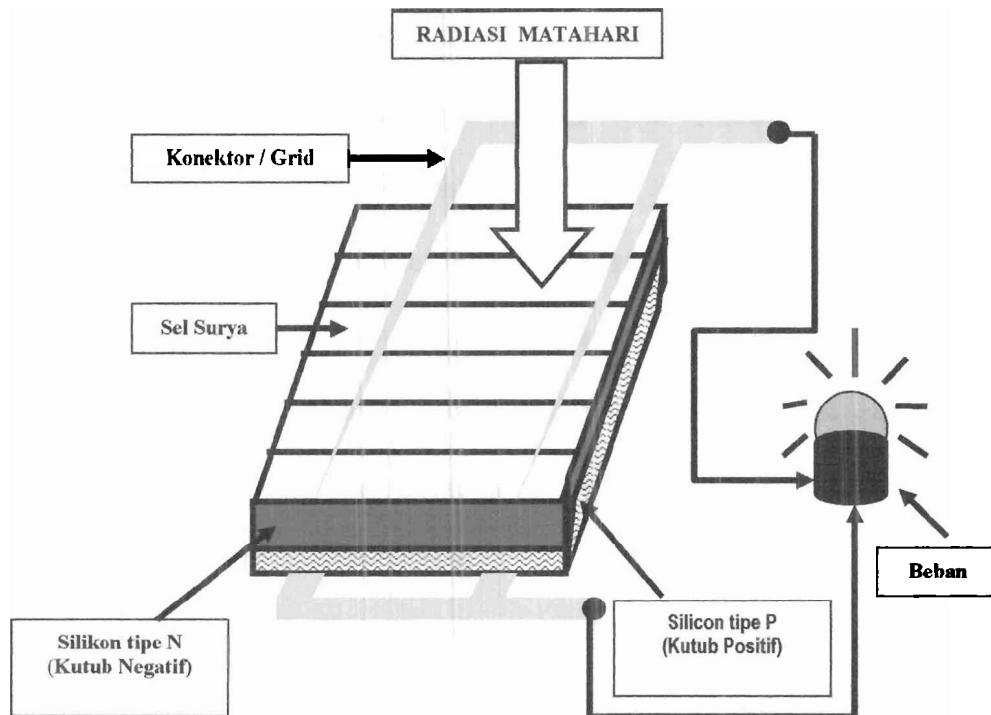 RADIASI MATAHARI
Konektor / Grid
Sel Surya
Beban
Silikon tipe N
(Kutub Negatif)
Silicon tipe P
(Kutub Positif)